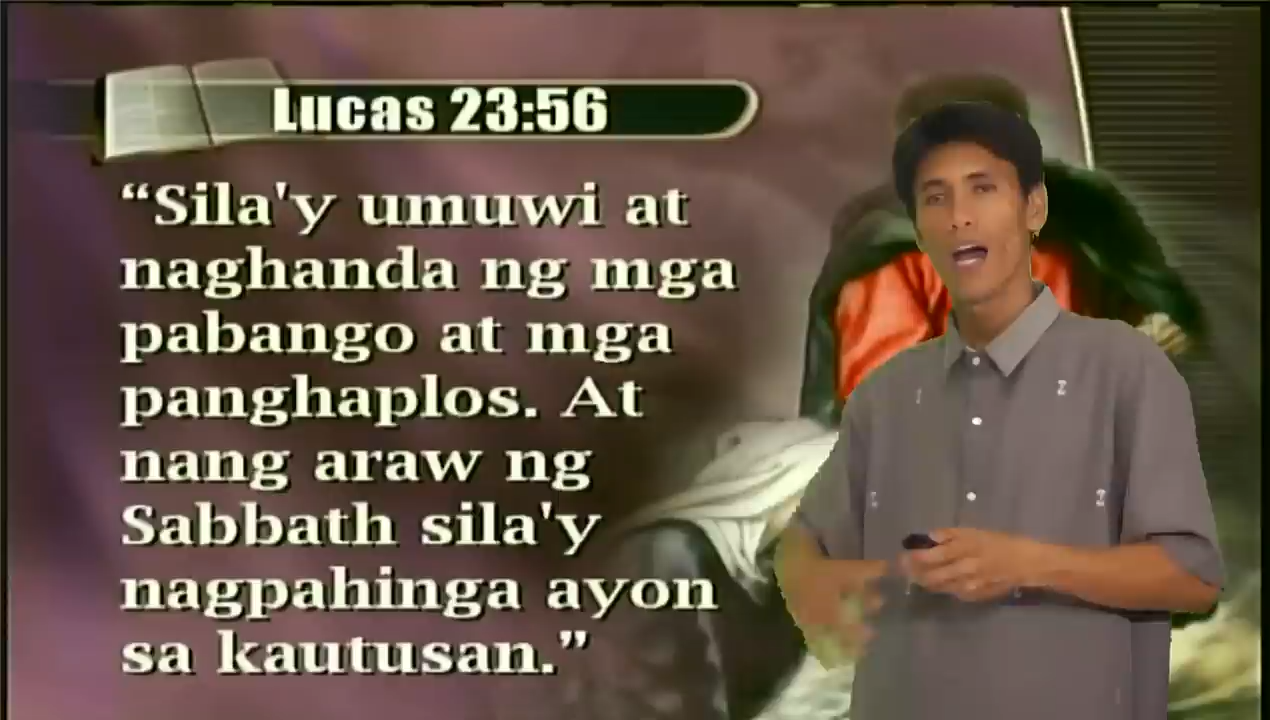 Lucas 23:56
“Sila'y umuwi at
naghanda ng mga
pabango at mga
panghaplos. At
nang araw ng
Sabbath sila'y
nagpahinga ayon
sa kautusan.”